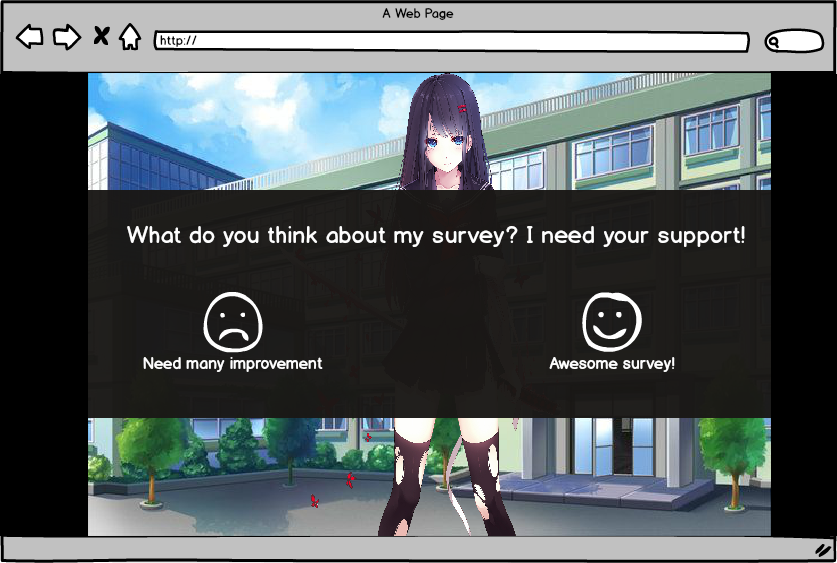 A Web Page
http://
What do you think about my survey? I need your support!
Need many improvement
Awesome survey!